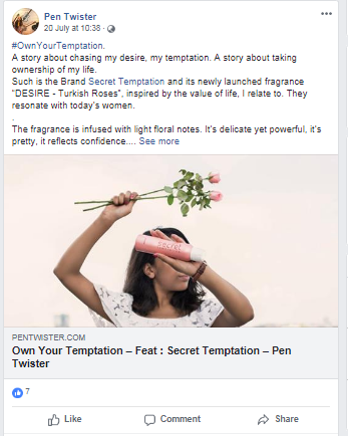 Pen Twister
20 July at 10:38 ·
#OwnYourTemptation.
A story about chasing my desire, my temptation. A story about taking
ownership of my life.
Such is the Brand Secret Temptation and its newly launched fragrance
"DESIRE - Turkish Roses", inspired by the value of life, I relate to. They
resonate with today's women.
.
The fragrance is infused with light floral notes. It's delicate yet powerful, it's
pretty, it reflects confidence.... See more
PENTWISTER.COM
Own Your Temptation – Feat : Secret Temptation – Pen
Twister
7
Like
Comment
Share